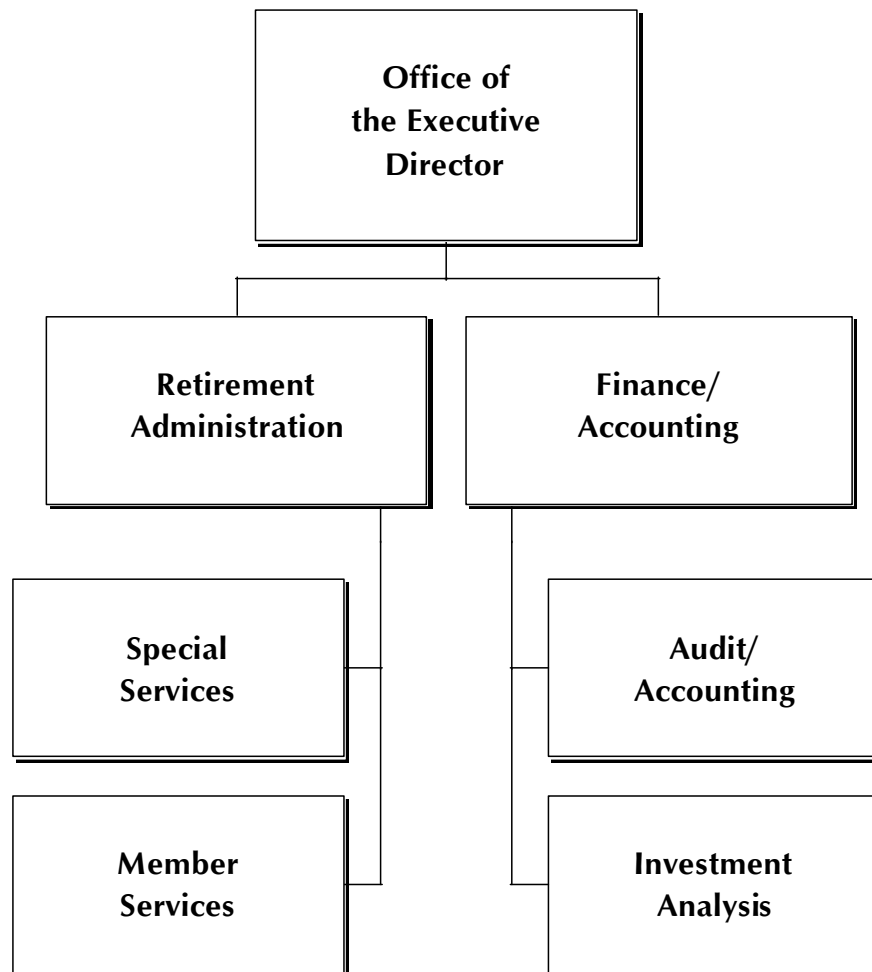 Office of
the Executive
Director
Retirement
Administration
Finance/
Accounting
Special
Services
Audit/
Accounting
Member
Services
Investment
Analysis